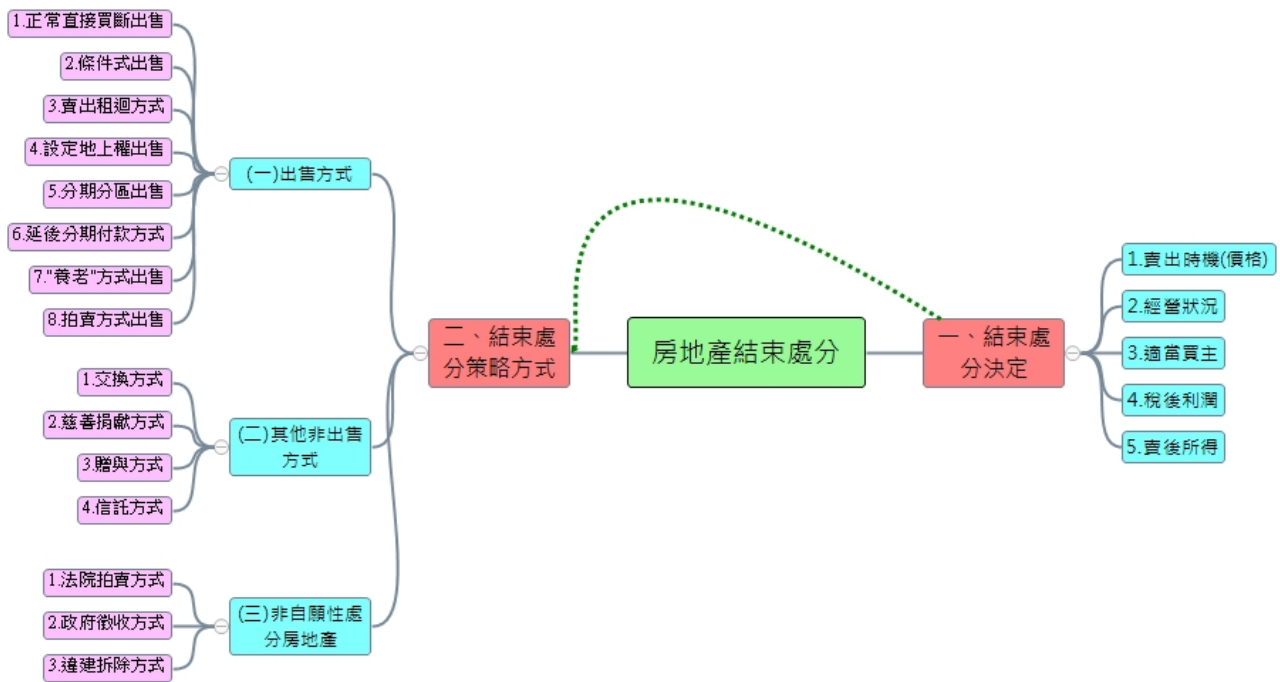 房地產結束處分
一、結束處
分決定
1.賣出時機(價格)
2.經營狀況
3.適當買主
4.稅後利潤
5.賣後所得
二、結束處
分策略方式
(一)出售方式
1.正常直接買斷出售
2.條件式出售
3.賣出租迴方式
4.設定地上權出售
5.分期分區出售
6.延後分期付款方式
7."養老"方式出售
8.拍賣方式出售
(二)其他非出售
方式
1.交換方式
2.慈善捐獻方式
3.贈與方式
4.信託方式
(三)非自願性處
分房地產
1.法院拍賣方式
2.政府徵收方式
3.違建拆除方式